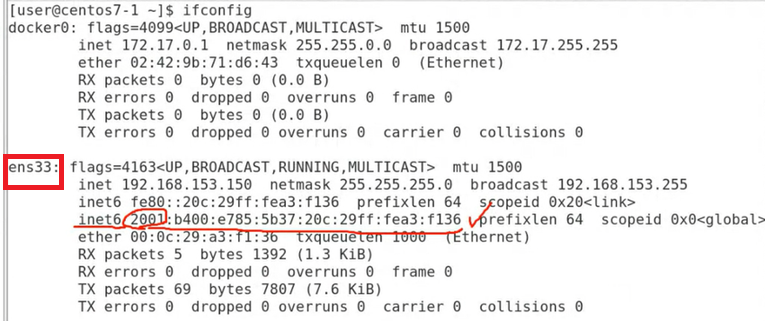 [user@centos7-1 ~]$ ifconfig
docker0: flags=4099<UP,BROADCAST,MULTICAST>  mtu 1500
inet 172.17.0.1  netmask 255.255.0.0  broadcast 172.17.255.255
ether 02:42:9b:71:d6:43  txqueuelen 0  (Ethernet)
RX packets 0  bytes 0 (0.0 B)
RX errors 0  dropped 0  overruns 0  frame 0
TX packets 0  bytes 0 (0.0 B)
TX errors 0  dropped 0 overruns 0  carrier 0  collisions 0
ens33: flags=4163<UP,BROADCAST,RUNNING,MULTICAST>  mtu 1500
inet 192.168.153.150  netmask 255.255.255.0  broadcast 192.168.153.255
inet6 fe80::20c:29ff:fea3:f136  prefixlen 64  scopeid 0x20<link>
inet6 2001:b400:e785:5b37:20c:29ff:fea3:f136  prefixlen 64  scopeid 0x0<global>
ether 00:0c:29:a3:f1:36  txqueuelen 1000  (Ethernet)
RX packets 5  bytes 1392 (1.3 KiB)
RX errors 0  dropped 0  overruns 0  frame 0
TX packets 69  bytes 7807 (7.6 KiB)
TX errors 0  dropped 0 overruns 0  carrier 0  collisions 0